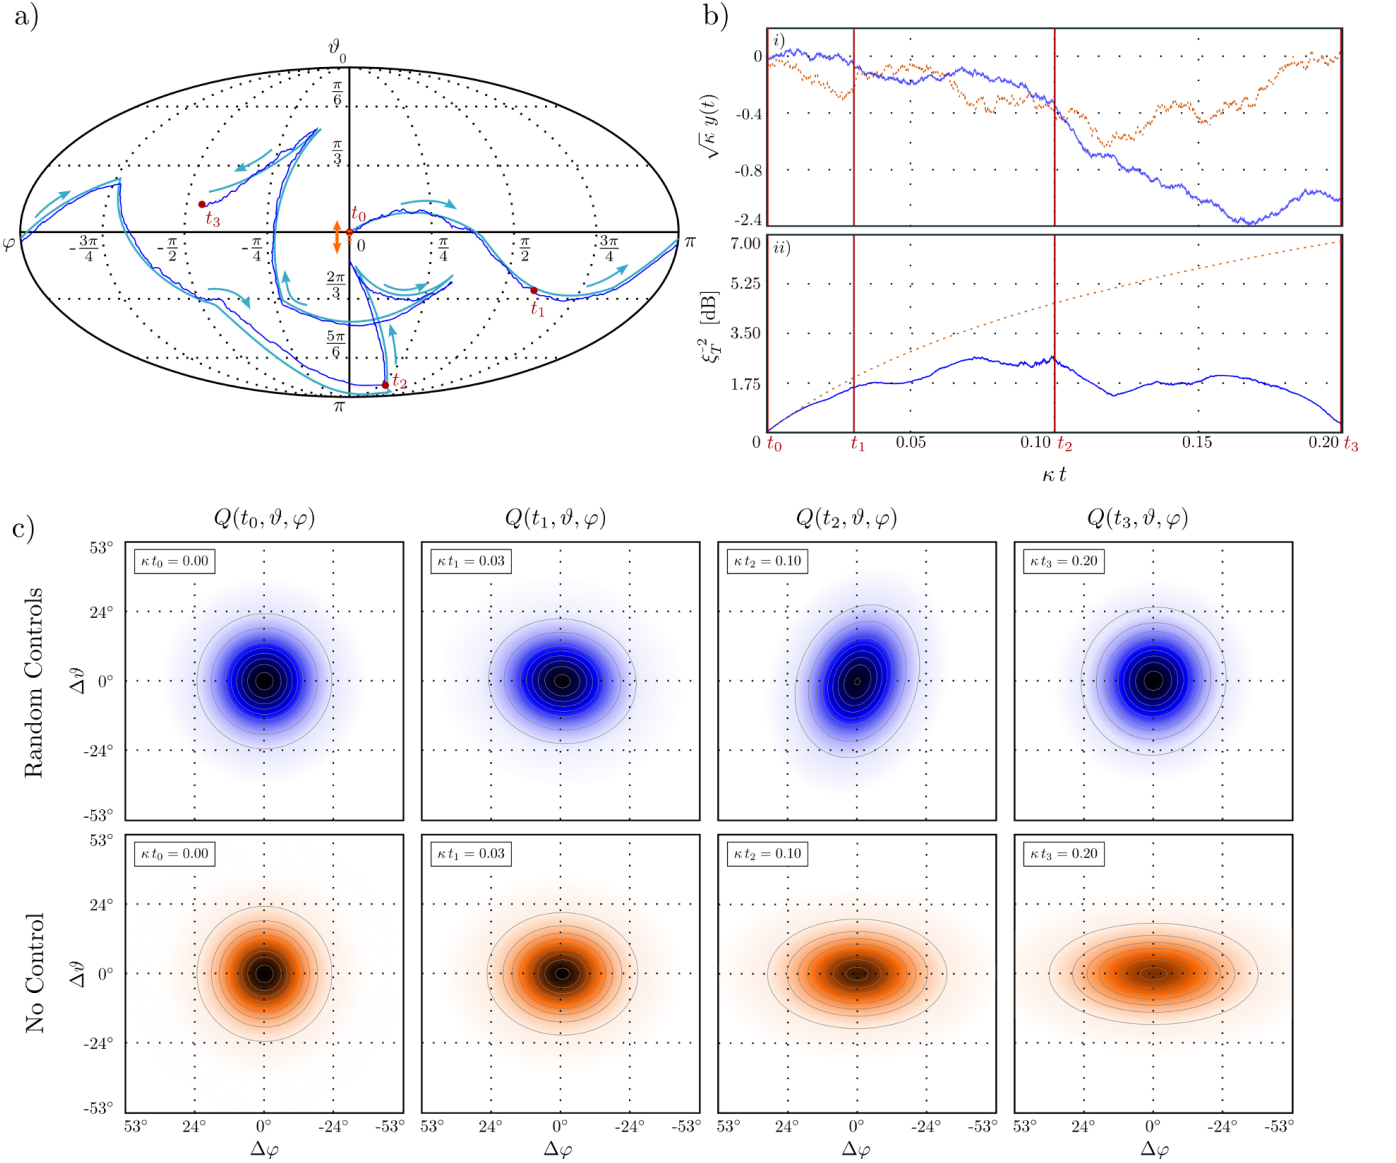 a)
ϑ
0
π/6
π/3
t₃
t₀
φ
-3π/4
-π/2
-π/4
0
π/4
π/2
3π/4
π
2π/3
t₁
5π/6
t₂
π
b)
i)
0
-0.4
-0.8
-2.4
√κ y(t)
ii)
7.00
5.25
3.50
1.75
0
ξ_T^-2 [dB]
t₀ t₁ 0.05 0.10 t₂ 0.15 0.20 t₃
κ t
c)
Q(t₀, ϑ, φ) Q(t₁, ϑ, φ) Q(t₂, ϑ, φ) Q(t₃, ϑ, φ)
Random Controls
Δϑ
53°
24°
0°
-24°
-53°
κ t₀ = 0.00 κ t₁ = 0.03 κ t₂ = 0.10 κ t₃ = 0.20
No Control
Δϑ
53°
24°
0°
-24°
-53°
κ t₀ = 0.00 κ t₁ = 0.03 κ t₂ = 0.10 κ t₃ = 0.20
53° 24° 0° -24° -53° 24° 0° -24° -53° 24° 0° -24° -53° 24° 0° -24° -53°
Δφ Δφ Δφ Δφ